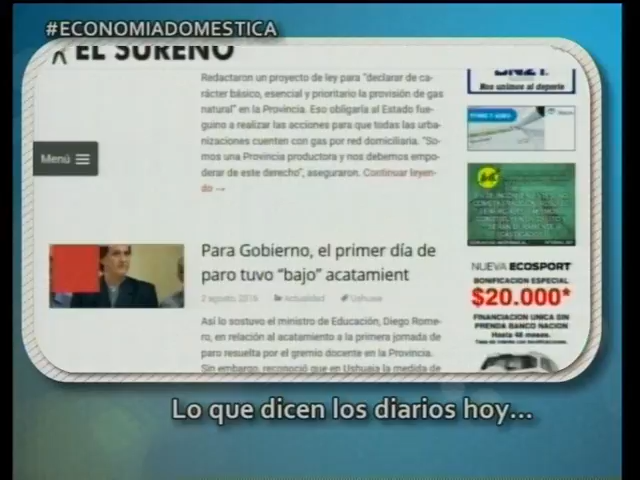 #ECONOMIADOMESTICA
EL SUREÑO
Redactaron un proyecto de ley para "declarar de ca-
rácter básico, esencial y prioritario la provisión de gas
natural" en la Provincia. Eso obligaría al Estado fue-
guino a realizar las acciones para que todas las urba-
nizaciones cuenten con gas por red domiciliaria. "So-
mos una Provincia productora y nos debemos empo-
derar de este derecho", aseguraron. Continuar leyen-
do →
Menú
Para Gobierno, el primer día de
paro tuvo "bajo" acatamient
2 agosto, 2016 Actualidad Ushuaia
Así lo sostuvo el ministro de Educación, Diego Rome-
ro, en relación al acatamiento a la primera jornada de
paro resuelta por el gremio docente en la Provincia.
Sin embargo, reconoció que en Ushuaia la medida de
Nos unimos al deporte
NUEVA ECOSPORT
BONIFICACION ESPECIAL
$20.000*
FINANCIACION UNICA SIN
PRENDA BANCO NACION
Hasta 48 meses.
Lo que dicen los diarios hoy...